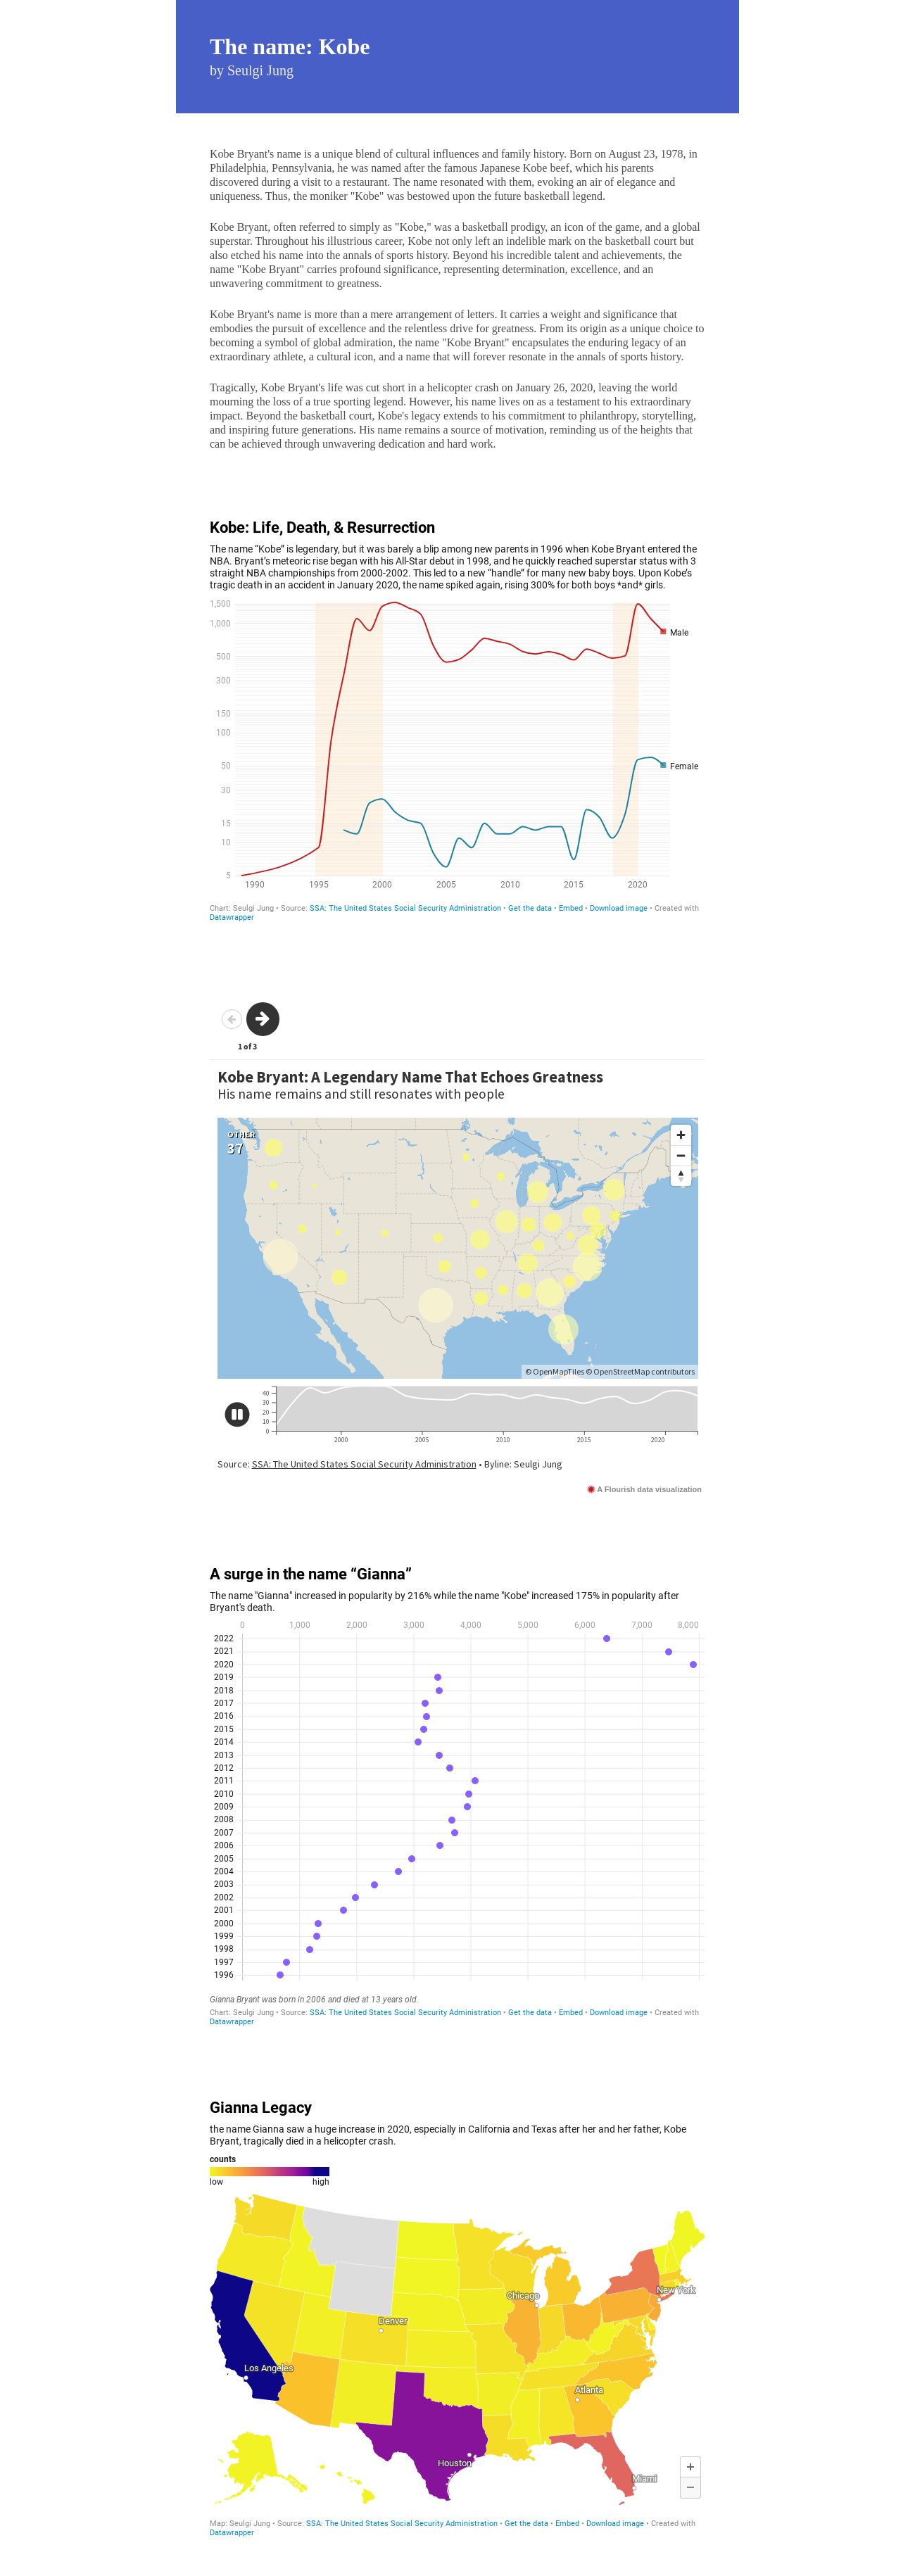 The name: Kobe
by Seulgi Jung
Kobe Bryant's name is a unique blend of cultural influences and family history. Born on August 23, 1978, in
Philadelphia, Pennsylvania, he was named after the famous Japanese Kobe beef, which his parents
discovered during a visit to a restaurant. The name resonated with them, evoking an air of elegance and
uniqueness. Thus, the moniker "Kobe" was bestowed upon the future basketball legend.
Kobe Bryant, often referred to simply as "Kobe," was a basketball prodigy, an icon of the game, and a global
superstar. Throughout his illustrious career, Kobe not only left an indelible mark on the basketball court but
also etched his name into the annals of sports history. Beyond his incredible talent and achievements, the
name "Kobe Bryant" carries profound significance, representing determination, excellence, and an
unwavering commitment to greatness.
Kobe Bryant's name is more than a mere arrangement of letters. It carries a weight and significance that
embodies the pursuit of excellence and the relentless drive for greatness. From its origin as a unique choice to
becoming a symbol of global admiration, the name "Kobe Bryant" encapsulates the enduring legacy of an
extraordinary athlete, a cultural icon, and a name that will forever resonate in the annals of sports history.
Tragically, Kobe Bryant's life was cut short in a helicopter crash on January 26, 2020, leaving the world
mourning the loss of a true sporting legend. However, his name lives on as a testament to his extraordinary
impact. Beyond the basketball court, Kobe's legacy extends to his commitment to philanthropy, storytelling,
and inspiring future generations. His name remains a source of motivation, reminding us of the heights that
can be achieved through unwavering dedication and hard work.
Kobe: Life, Death, & Resurrection
The name “Kobe” is legendary, but it was barely a blip among new parents in 1996 when Kobe Bryant entered the
NBA. Bryant’s meteoric rise began with his All-Star debut in 1998, and he quickly reached superstar status with 3
straight NBA championships from 2000-2002. This led to a new “handle” for many new baby boys. Upon Kobe’s
tragic death in an accident in January 2020, the name spiked again, rising 300% for both boys *and* girls.
1,500
1,000
500
300
150
100
50
30
15
10
5
Male
Female
1990 1995 2000 2005 2010 2015 2020
Chart: Seulgi Jung • Source: SSA: The United States Social Security Administration • Get the data • Embed • Download image • Created with
Datawrapper
1 of 3
Kobe Bryant: A Legendary Name That Echoes Greatness
His name remains and still resonates with people
OTHER
37
© OpenMapTiles © OpenStreetMap contributors
40
30
20
10
0
2000 2005 2010 2015 2020
Source: SSA: The United States Social Security Administration • Byline: Seulgi Jung
A Flourish data visualization
A surge in the name “Gianna”
The name "Gianna" increased in popularity by 216% while the name "Kobe" increased 175% in popularity after
Bryant's death.
0 1,000 2,000 3,000 4,000 5,000 6,000 7,000 8,000
2022
2021
2020
2019
2018
2017
2016
2015
2014
2013
2012
2011
2010
2009
2008
2007
2006
2005
2004
2003
2002
2001
2000
1999
1998
1997
1996
Gianna Bryant was born in 2006 and died at 13 years old.
Chart: Seulgi Jung • Source: SSA: The United States Social Security Administration • Get the data • Embed • Download image • Created with
Datawrapper
Gianna Legacy
the name Gianna saw a huge increase in 2020, especially in California and Texas after her and her father, Kobe
Bryant, tragically died in a helicopter crash.
counts
low high
New York
Chicago
Denver
Los Angeles
Atlanta
Houston
Miami
Map: Seulgi Jung • Source: SSA: The United States Social Security Administration • Get the data • Embed • Download image • Created with
Datawrapper